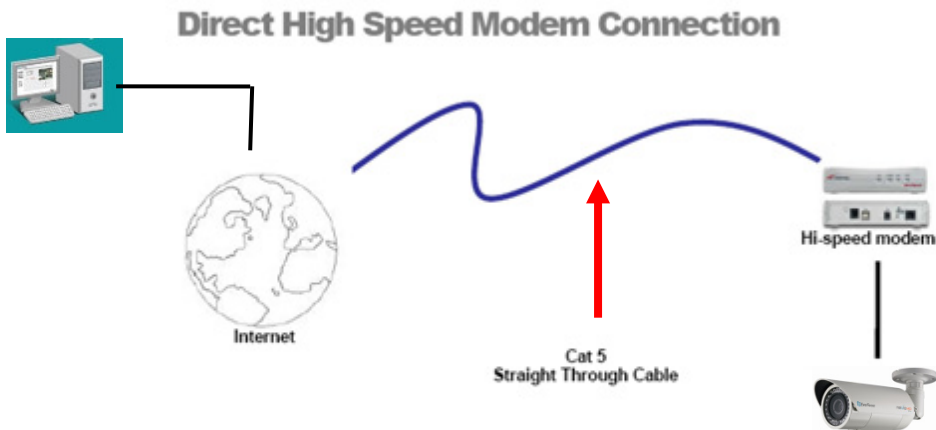 Direct High Speed Modem Connection
Hi-speed modem
Internet
Cat 5
Straight Through Cable